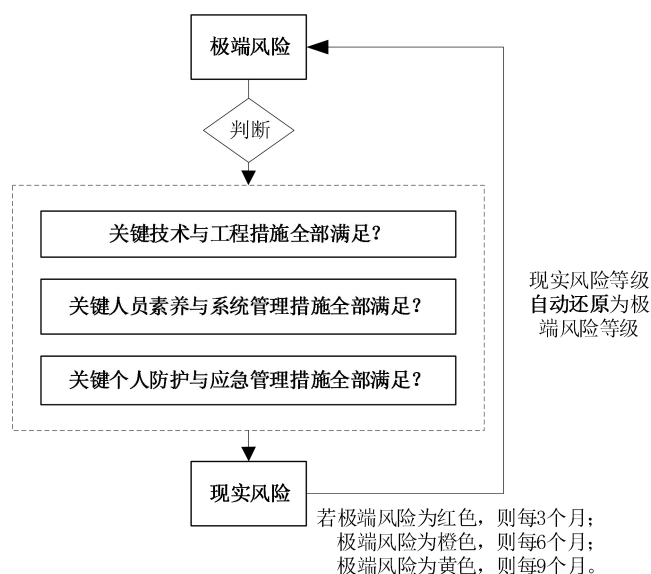 极端风险
判断
关键技术与工程措施全部满足？
关键人员素养与系统管理措施全部满足？
关键个人防护与应急管理措施全部满足？
现实风险等级
自动还原为极
端风险等级
现实风险
若极端风险为红色，则每3个月；
极端风险为橙色，则每6个月；
极端风险为黄色，则每9个月。